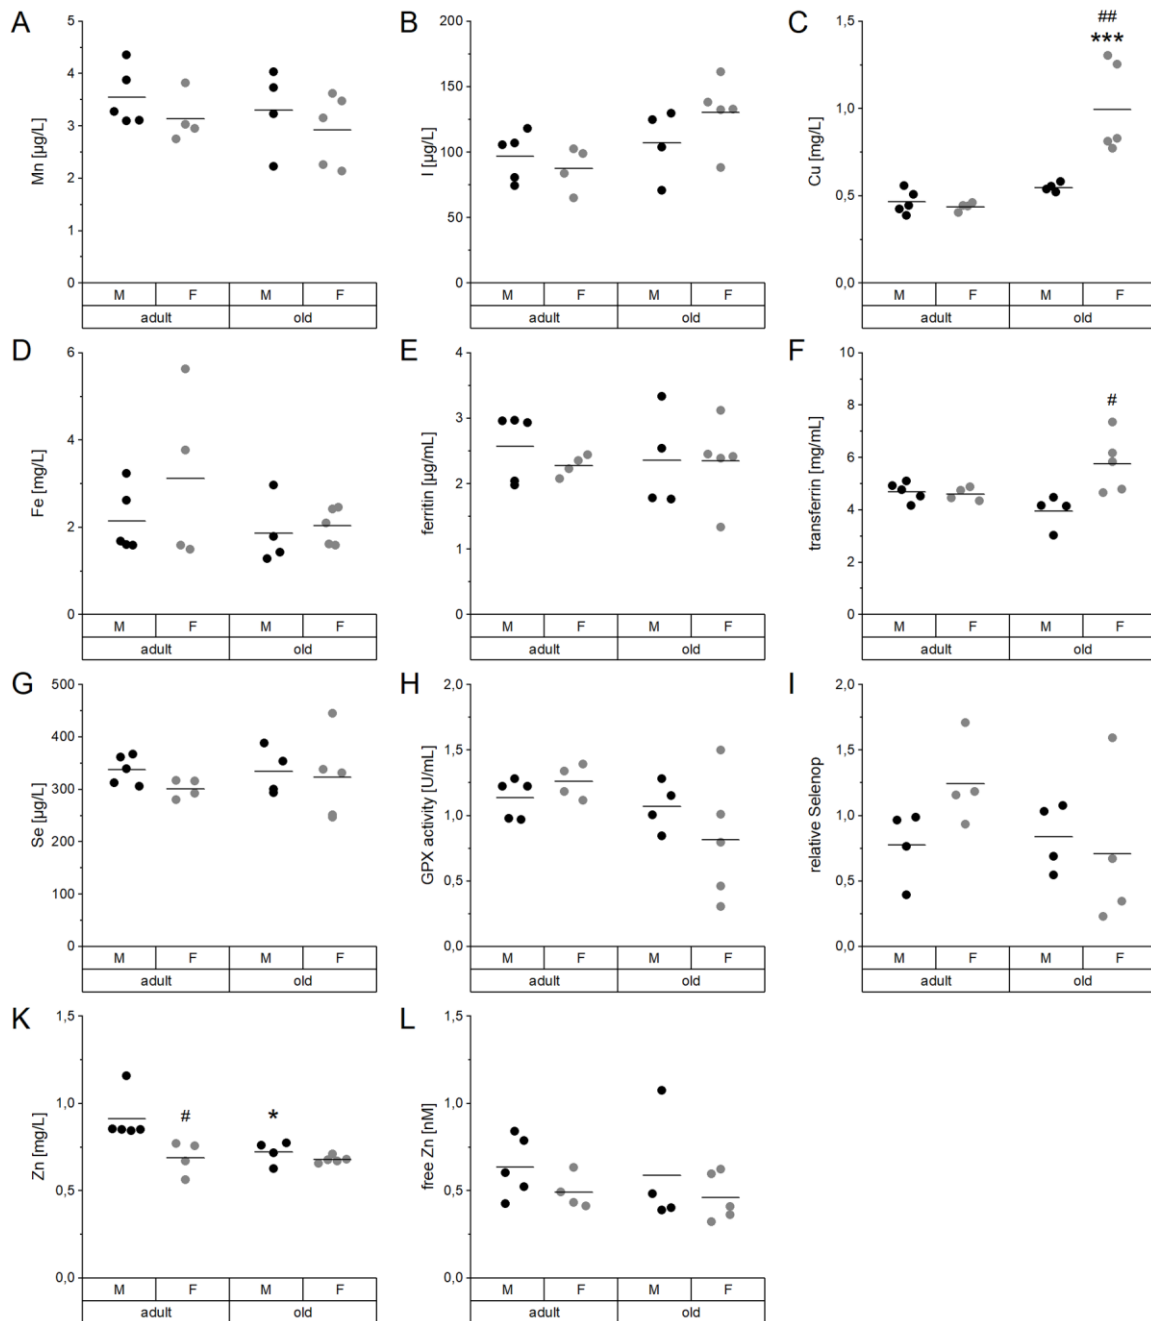 A
Mn [µg/L]
5
4
3
2
1
0
M F M F
adult old
B
I [µg/L]
200
150
100
50
0
M F M F
adult old
C
Cu [mg/L]
1,5
1,0
0,5
0,0
##
***
M F M F
adult old
D
Fe [mg/L]
6
4
2
0
M F M F
adult old
E
ferritin [µg/mL]
4
3
2
1
0
M F M F
adult old
F
transferrin [mg/mL]
10
8
6
4
2
0
#
M F M F
adult old
G
Se [µg/L]
500
400
300
200
100
0
M F M F
adult old
H
GPX activity [U/mL]
2,0
1,5
1,0
0,5
0,0
M F M F
adult old
I
relative Selenop
2,0
1,5
1,0
0,5
0,0
M F M F
adult old
K
Zn [mg/L]
1,5
1,0
0,5
0,0
# *
M F M F
adult old
L
free Zn [nM]
1,5
1,0
0,5
0,0
M F M F
adult old